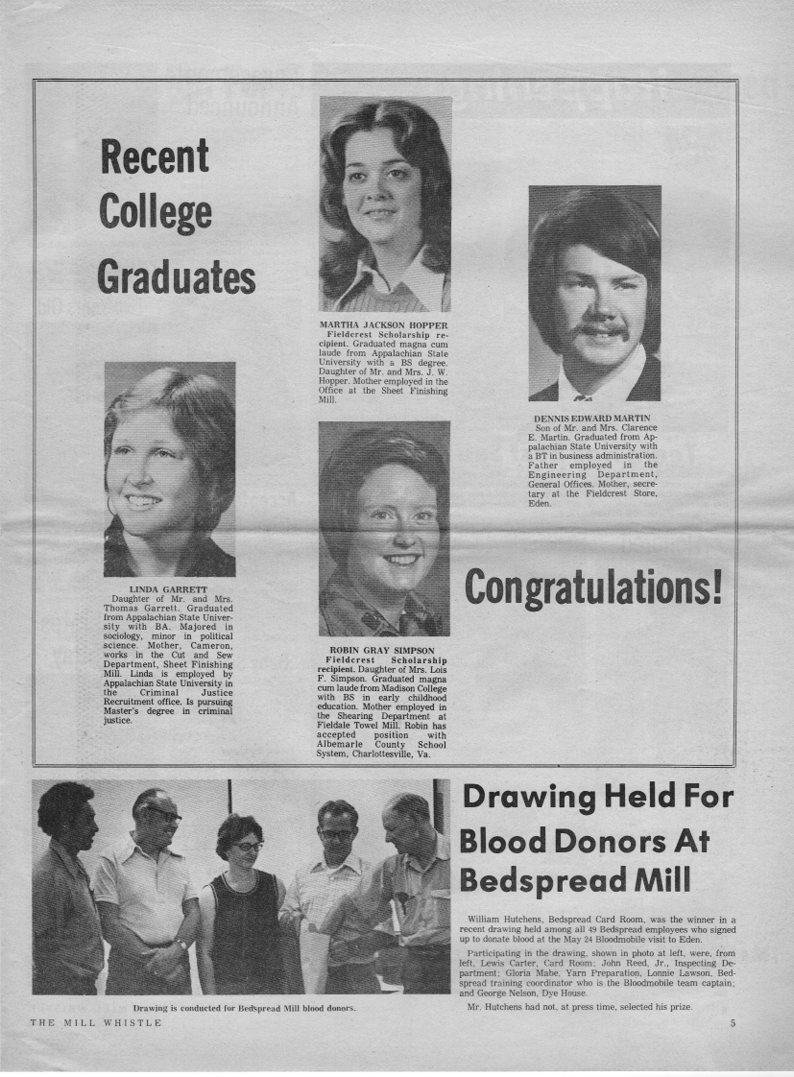 Recent
College
Graduates
MARTHA JACKSON HOPPER
Fieldcrest Scholarship re-
cipient. Graduated magna cum
laude from Appalachian State
University with a BS degree.
Daughter of Mr. and Mrs. J. W.
Hopper. Mother employed in the
Office at the Sheet Finishing
Mill.
DENNIS EDWARD MARTIN
Son of Mr. and Mrs. Clarence
E. Martin. Graduated from Ap-
palachian State University with
a BT in business administration.
Father employed in the
Engineering Department,
General Offices. Mother, secre-
tary at the Fieldcrest Store,
Eden.
LINDA GARRETT
Daughter of Mr. and Mrs.
Thomas Garrett. Graduated
from Appalachian State Univer-
sity with BA. Majored in
sociology, minor in political
science. Mother, Cameron,
works in the Cut and Sew
Department, Sheet Finishing
Mill. Linda is employed by
Appalachian State University in
the Criminal Justice
Recruitment office. Is pursuing
Master's degree in criminal
justice.
ROBIN GRAY SIMPSON
Fieldcrest Scholarship
recipient. Daughter of Mrs. Lois
F. Simpson. Graduated magna
cum laude from Madison College
with BS in early childhood
education. Mother employed in
the Shearing Department at
Fieldale Towel Mill. Robin has
accepted position with
Albemarle County School
System, Charlottesville, Va.
Congratulations!
Drawing Held For
Blood Donors At
Bedspread Mill
William Hutchens, Bedspread Card Room, was the winner in a
recent drawing held among all 49 Bedspread employees who signed
up to donate blood at the May 24 Bloodmobile visit to Eden.
Participating in the drawing, shown in photo at left, were, from
left, Lewis Carter, Card Room; John Reed, Jr., Inspecting De-
partment; Gloria Mabe, Yarn Preparation, Lonnie Lawson, Bed-
spread training coordinator who is the Bloodmobile team captain;
and George Nelson, Dye House.
Mr. Hutchens had not, at press time, selected his prize.
Drawing is conducted for Bedspread Mill blood donors.
THE MILL WHISTLE
5